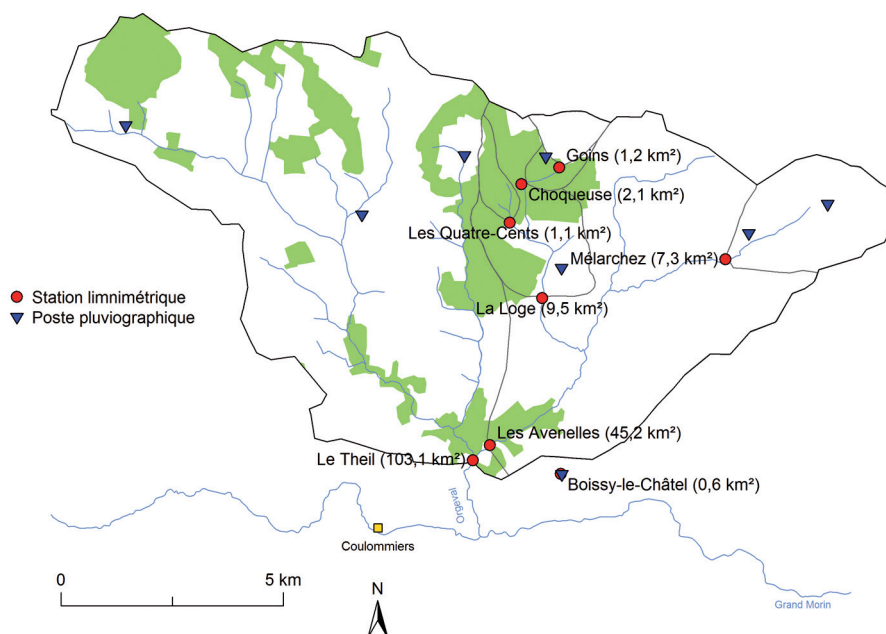 Goins (1,2 km²)
Choqueuse (2,1 km²)
Les Quatre-Cents (1,1 km²)
Mélarchez (7,3 km²)
Station limnimétrique
Poste pluviographique
La Loge (9,5 km²)
Les Avenelles (45,2 km²)
Le Theil (103,1 km²)
Boissy-le-Châtel (0,6 km²)
Orgeval
Coulommiers
0 5 km
N
Grand Morin